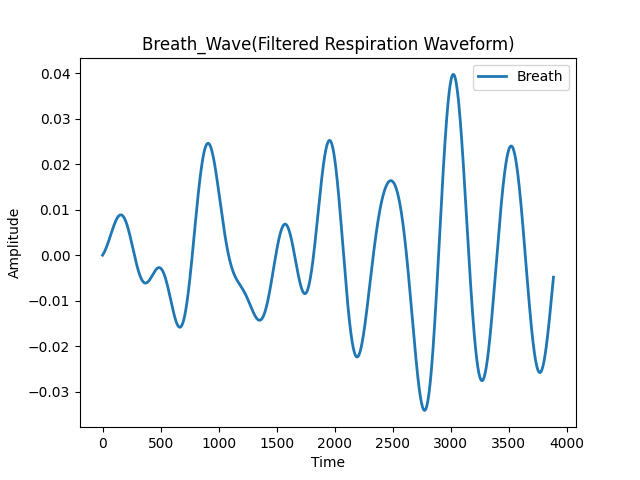 Breath_Wave(Filtered Respiration Waveform)
Breath
0.04
0.03
0.02
0.01
0.00
−0.01
−0.02
−0.03
Amplitude
0 500 1000 1500 2000 2500 3000 3500 4000
Time